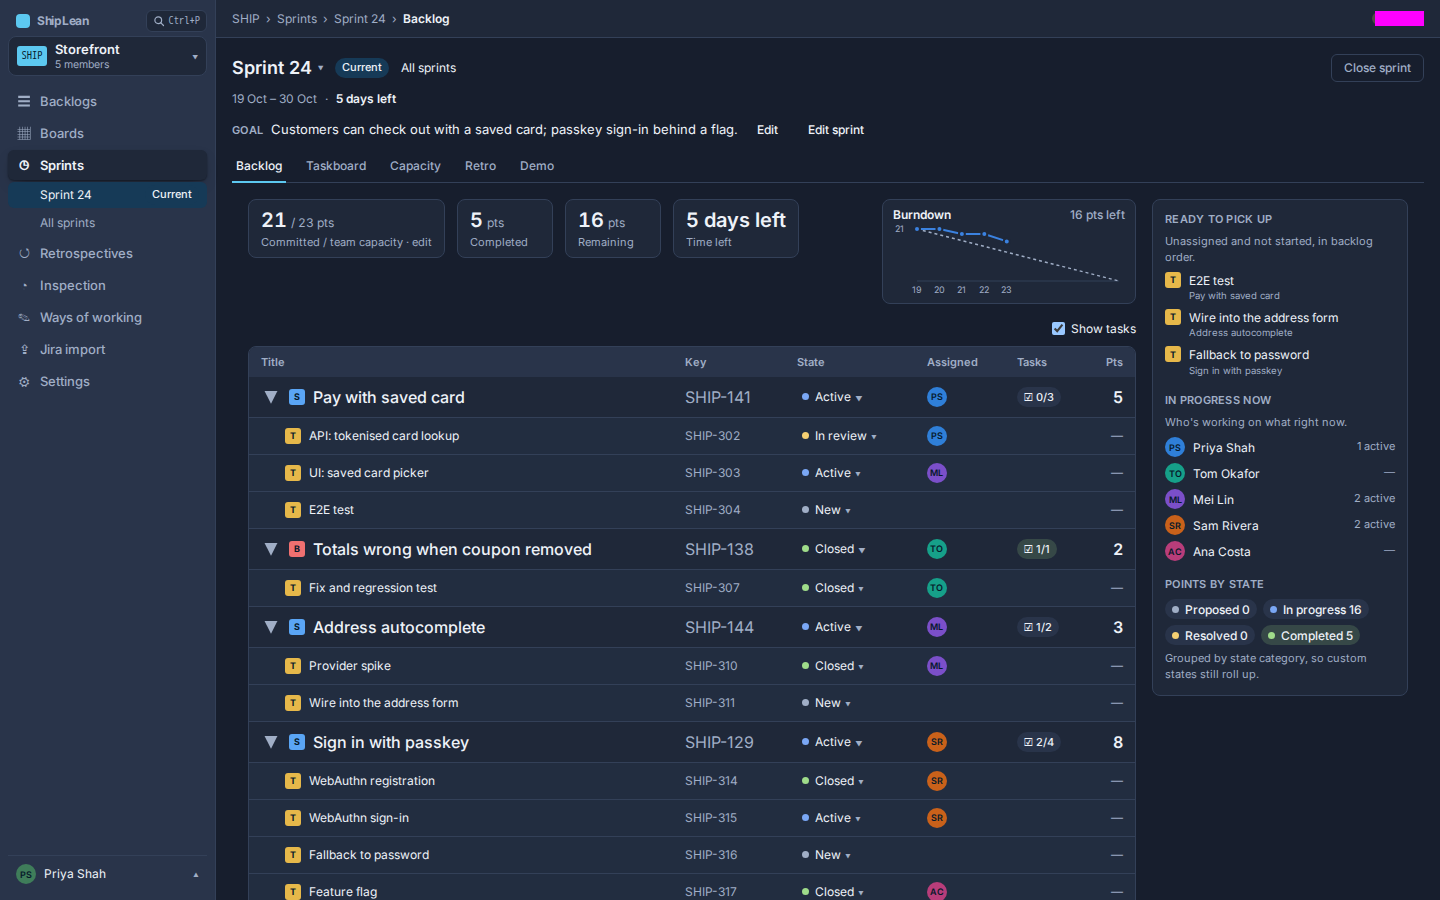 ShipLean
Ctrl+P
SHIP
Storefront
5 members
Backlogs
Boards
Sprints
Sprint 24
Current
All sprints
Retrospectives
Inspection
Ways of working
Jira import
Settings
PS
Priya Shah
SHIP › Sprints › Sprint 24 › Backlog
Sprint 24
Current
All sprints
Close sprint
19 Oct – 30 Oct · 5 days left
GOAL Customers can check out with a saved card; passkey sign-in behind a flag.
Edit
Edit sprint
Backlog
Taskboard
Capacity
Retro
Demo
21 / 23 pts
Committed / team capacity · edit
5 pts
Completed
16 pts
Remaining
5 days left
Time left
Burndown
16 pts left
21
19 20 21 22 23
Show tasks
Title Key State Assigned Tasks Pts
S Pay with saved card SHIP-141 Active PS 0/3 5
T API: tokenised card lookup SHIP-302 In review PS —
T UI: saved card picker SHIP-303 Active ML —
T E2E test SHIP-304 New —
B Totals wrong when coupon removed SHIP-138 Closed TO 1/1 2
T Fix and regression test SHIP-307 Closed TO —
S Address autocomplete SHIP-144 Active ML 1/2 3
T Provider spike SHIP-310 Closed ML —
T Wire into the address form SHIP-311 New —
S Sign in with passkey SHIP-129 Active SR 2/4 8
T WebAuthn registration SHIP-314 Closed SR —
T WebAuthn sign-in SHIP-315 Active SR —
T Fallback to password SHIP-316 New —
T Feature flag SHIP-317 Closed AC —
READY TO PICK UP
Unassigned and not started, in backlog
order.
T E2E test
Pay with saved card
T Wire into the address form
Address autocomplete
T Fallback to password
Sign in with passkey
IN PROGRESS NOW
Who's working on what right now.
PS Priya Shah 1 active
TO Tom Okafor —
ML Mei Lin 2 active
SR Sam Rivera 2 active
AC Ana Costa —
POINTS BY STATE
Proposed 0
In progress 16
Resolved 0
Completed 5
Grouped by state category, so custom
states still roll up.